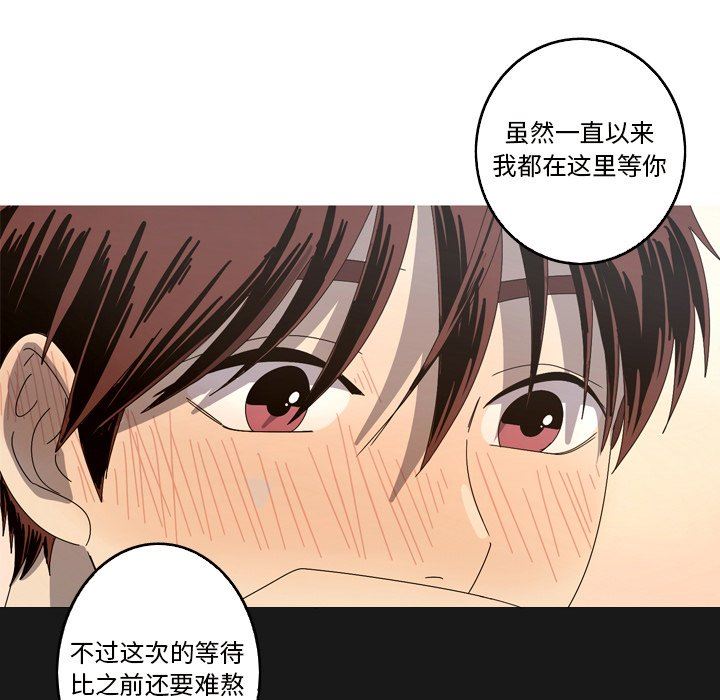 虽然一直以来
我都在这里等你
不过这次的等待
比之前还要难熬